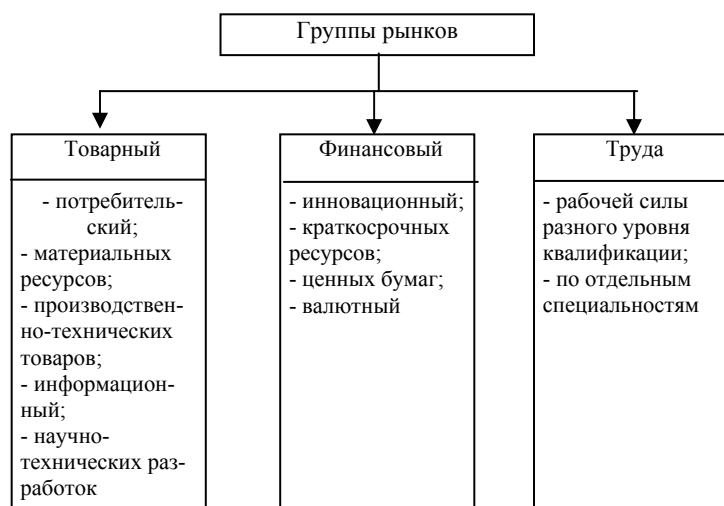 Группы рынков
Товарный
- потребитель-
ский;
- материальных
ресурсов;
- производствен-
но-технических
товаров;
- информацион-
ный;
- научно-
технических раз-
работок
Финансовый
- инновационный;
- краткосрочных
ресурсов;
- ценных бумаг;
- валютный
Труда
- рабочей силы
разного уровня
квалификации;
- по отдельным
специальностям